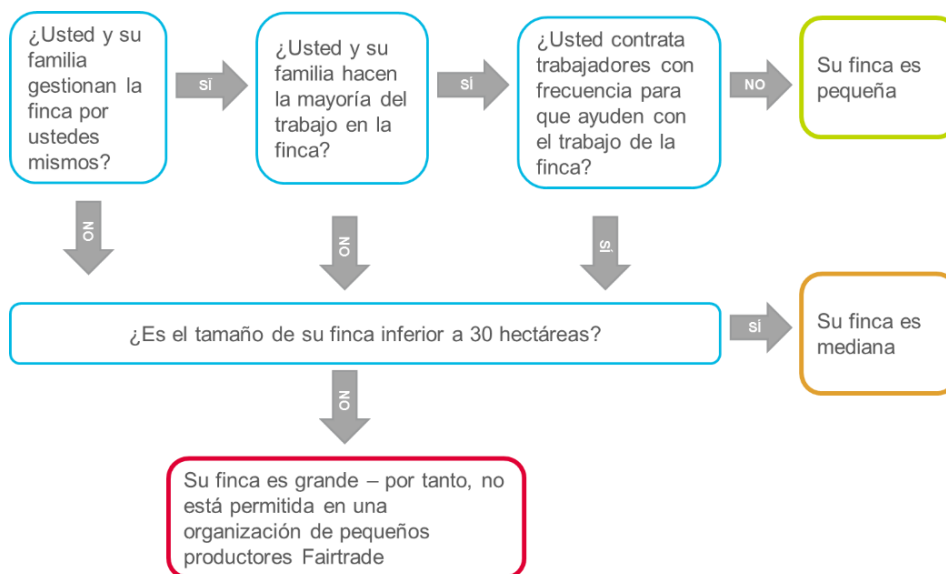 ¿Usted y su
familia
gestionan la
finca por
ustedes
mismos?
SÍ
¿Usted y su
familia hacen
la mayoría del
trabajo en la
finca?
SÍ
¿Usted contrata
trabajadores con
frecuencia para
que ayuden con
el trabajo de la
finca?
NO
Su finca es
pequeña
NO
NO
SÍ
¿Es el tamaño de su finca inferior a 30 hectáreas?
SÍ
Su finca es
mediana
NO
Su finca es grande – por tanto, no
está permitida en una
organización de pequeños
productores Fairtrade